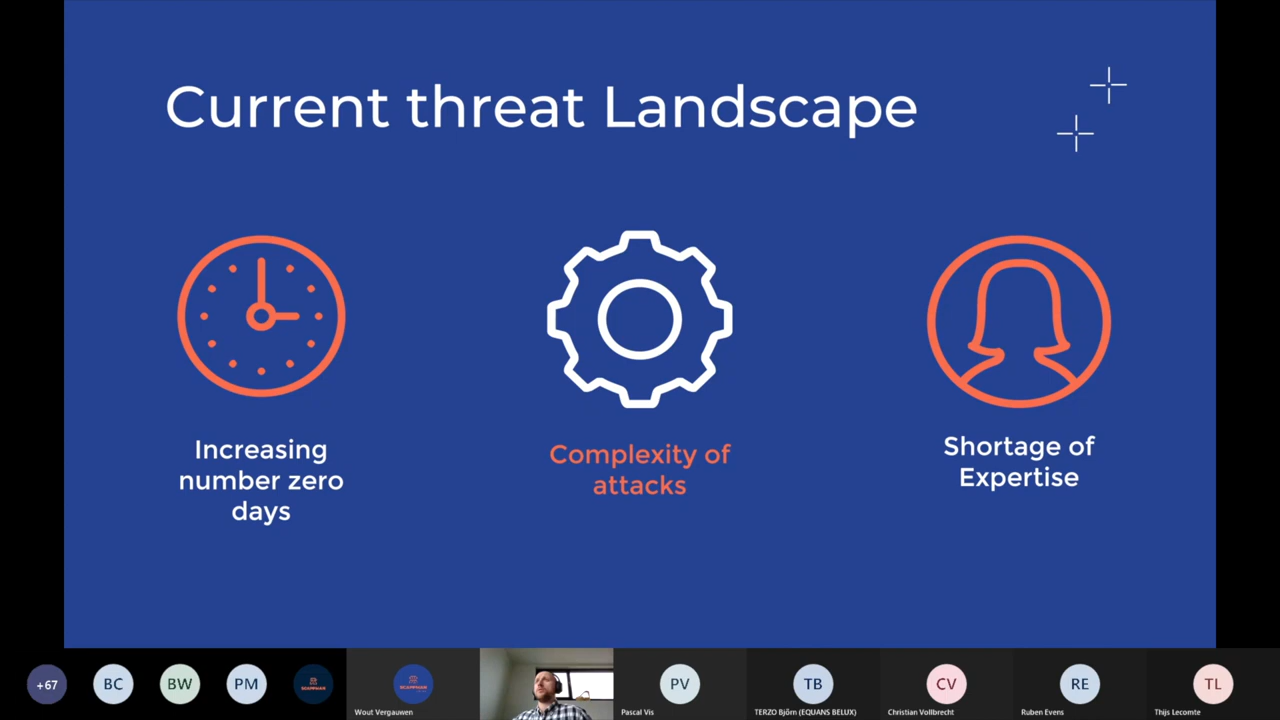 Current threat Landscape
Increasing
number zero
days
Complexity of
attacks
Shortage of
Expertise
+67
BC
BW
PM
Wout Vergauwen
PV
Pascal Vis
TB
TERZO Björn (EQUANS BELUX)
CV
Christian Vollbrecht
RE
Ruben Evens
TL
Thijs Lecomte